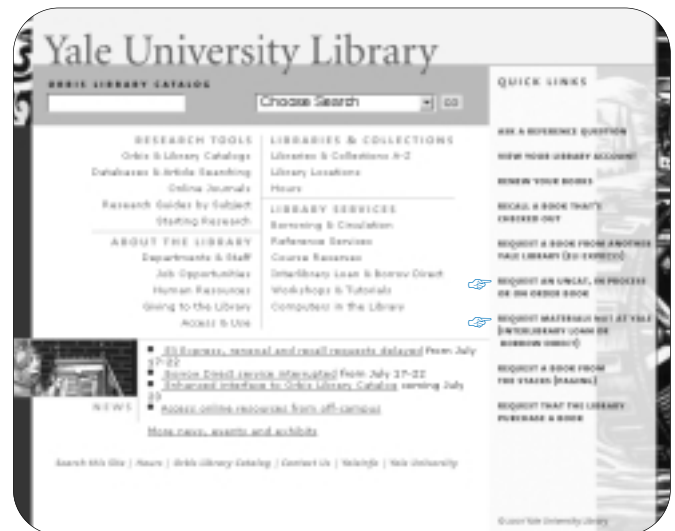 Yale University Library
ORBIS LIBRARY CATALOG
Choose Search GO
RESEARCH TOOLS
Orbis & Library Catalogs
Databases & Article Searching
Online Journals
Research Guides by Subject
Starting Research
ABOUT THE LIBRARY
Departments & Staff
Job Opportunities
Human Resources
Giving to the Library
Access & Use
LIBRARIES & COLLECTIONS
Libraries & Collections A-Z
Library Locations
Hours
LIBRARY SERVICES
Borrowing & Circulation
Reference Services
Course Reserves
Interlibrary Loan & Borrow Direct
Workshops & Tutorials
Computers in the Library
NEWS
Eli Express, renewal and recall requests delayed from July
17-22
Borrow Direct service interrupted from July 17-22
Enhanced interface to Orbis Library Catalog coming July
Access online resources from off-campus
More news, events and exhibits
Search this Site | Hours | Orbis Library Catalog | Contact Us | YaleInfo | Yale University
QUICK LINKS
ASK A REFERENCE QUESTION
VIEW YOUR LIBRARY ACCOUNT
RENEW YOUR BOOKS
RECALL A BOOK THAT'S
CHECKED OUT
REQUEST A BOOK FROM ANOTHER
YALE LIBRARY (ELI EXPRESS)
REQUEST AN UNCAT, IN PROCESS
OR ON ORDER BOOK
REQUEST MATERIALS NOT AT YALE
(INTERLIBRARY LOAN OR
BORROW DIRECT)
REQUEST A BOOK FROM
THE STACKS (PAGING)
REQUEST THAT THE LIBRARY
PURCHASE A BOOK
Yale University Library